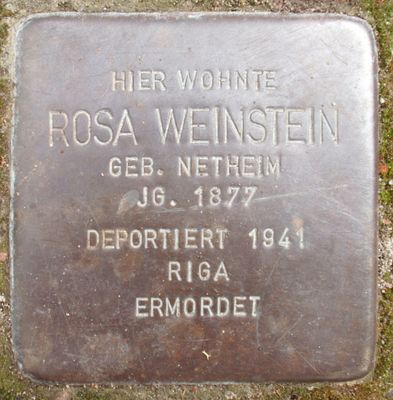 HIER WOHNTE
ROSA WEINSTEIN
GEB. NETHEIM
JG. 1877
DEPORTIERT 1941
RIGA
ERMORDET